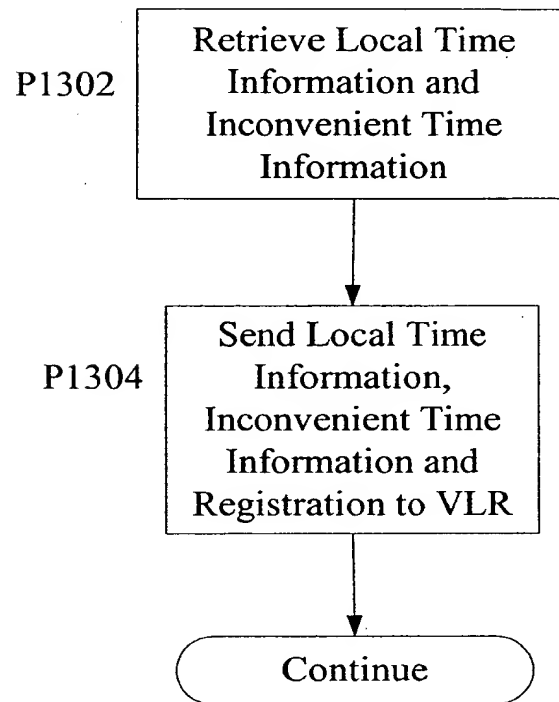 P1302
Retrieve Local Time
Information and
Inconvenient Time
Information
P1304
Send Local Time
Information,
Inconvenient Time
Information and
Registration to VLR
Continue